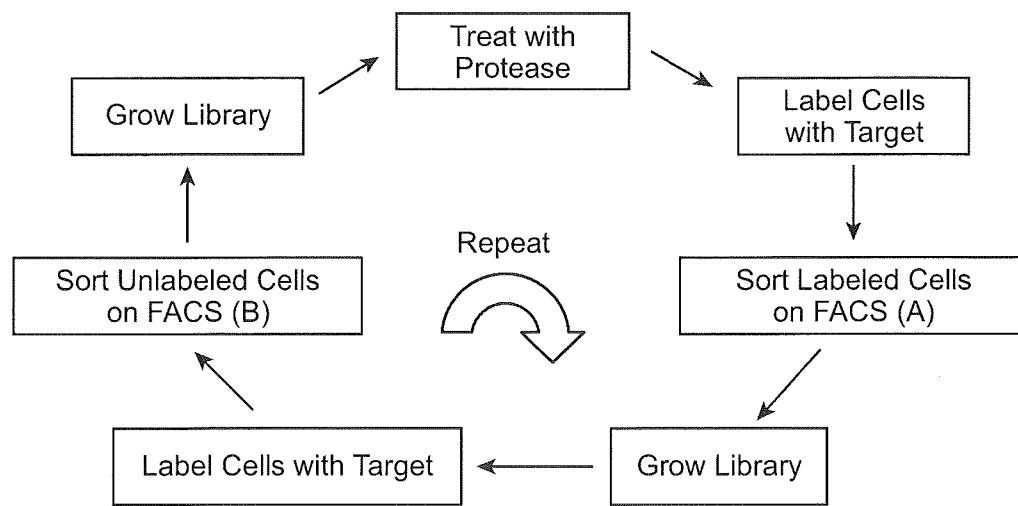 Treat with
Protease
Label Cells
with Target
Sort Labeled Cells
on FACS (A)
Grow Library
Label Cells with Target
Sort Unlabeled Cells
on FACS (B)
Grow Library
Repeat